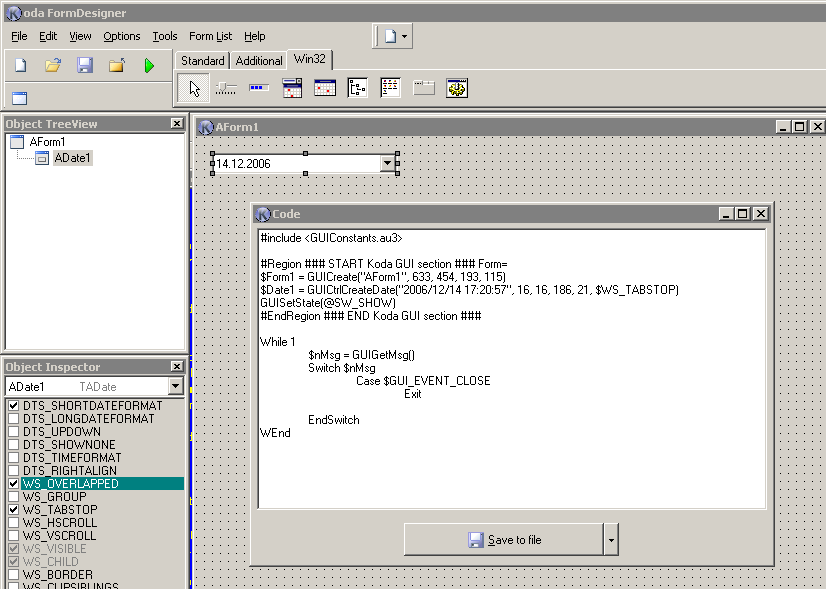 Koda FormDesigner
File Edit View Options Tools Form List Help
Standard Additional Win32
Object TreeView
AForm1
ADate1
Object Inspector
ADate1 TADate
DTS_SHORTDATEFORMAT
DTS_LONGDATEFORMAT
DTS_UPDOWN
DTS_SHOWNONE
DTS_TIMEFORMAT
DTS_RIGHTALIGN
WS_OVERLAPPED
WS_GROUP
WS_TABSTOP
WS_HSCROLL
WS_VSCROLL
WS_VISIBLE
WS_CHILD
WS_BORDER
WS_CLIPSIBLINGS
AForm1
14.12.2006
Code
#include <GUIConstants.au3>
#Region ### START Koda GUI section ### Form=
$Form1 = GUICreate("AForm1", 633, 454, 193, 115)
$Date1 = GUICtrlCreateDate("2006/12/14 17:20:57", 16, 16, 186, 21, $WS_TABSTOP)
GUISetState(@SW_SHOW)
#EndRegion ### END Koda GUI section ###
While 1
$nMsg = GUIGetMsg()
Switch $nMsg
Case $GUI_EVENT_CLOSE
Exit
EndSwitch
WEnd
Save to file